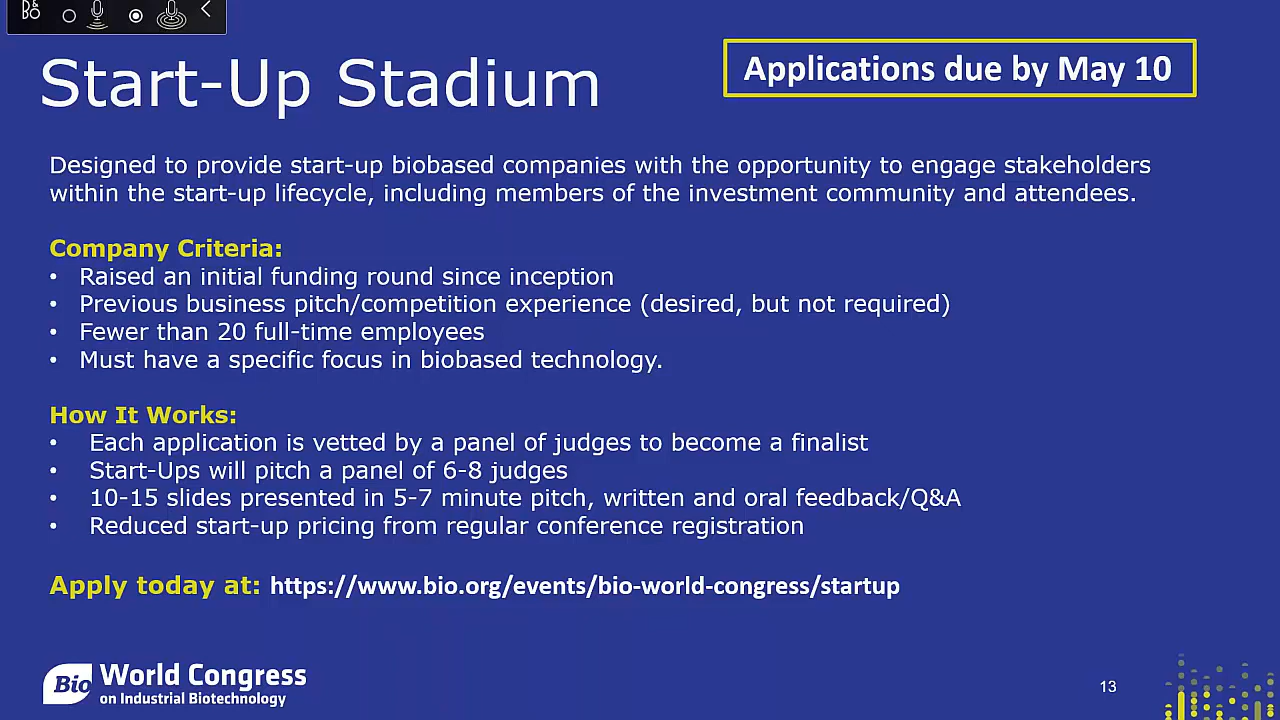 Start-Up Stadium
Applications due by May 10
Designed to provide start-up biobased companies with the opportunity to engage stakeholders
within the start-up lifecycle, including members of the investment community and attendees.
Company Criteria:
• Raised an initial funding round since inception
• Previous business pitch/competition experience (desired, but not required)
• Fewer than 20 full-time employees
• Must have a specific focus in biobased technology.
How It Works:
• Each application is vetted by a panel of judges to become a finalist
• Start-Ups will pitch a panel of 6-8 judges
• 10-15 slides presented in 5-7 minute pitch, written and oral feedback/Q&A
• Reduced start-up pricing from regular conference registration
Apply today at: https://www.bio.org/events/bio-world-congress/startup
Bio World Congress
on Industrial Biotechnology
13